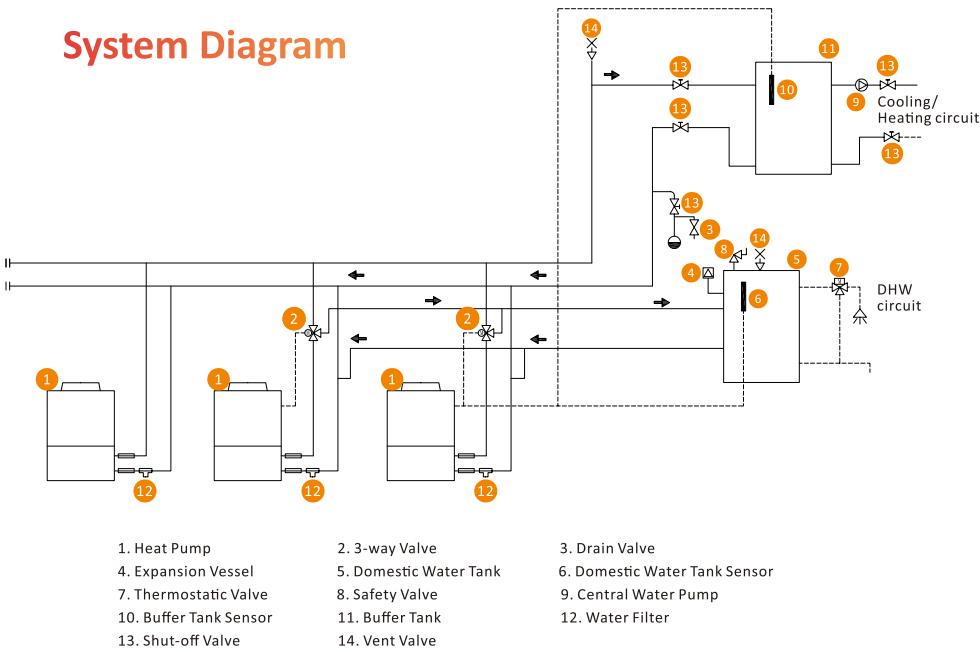 System Diagram
14
13
11
13
10
9
Cooling/
Heating circuit
13
13
13
3
8
14
5
4
7
6
DHW
circuit
2
2
1
1
1
12
12
12
1. Heat Pump
2. 3-way Valve
3. Drain Valve
4. Expansion Vessel
5. Domestic Water Tank
6. Domestic Water Tank Sensor
7. Thermostatic Valve
8. Safety Valve
9. Central Water Pump
10. Buffer Tank Sensor
11. Buffer Tank
12. Water Filter
13. Shut-off Valve
14. Vent Valve